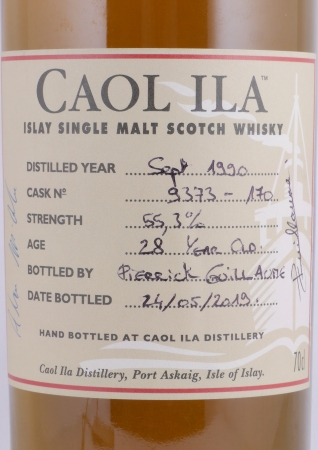 CAOL ILA™
ISLAY SINGLE MALT SCOTCH WHISKY
DISTILLED YEAR Sept 1990
CASK Nº 9373 - 170
STRENGTH 55,3%
AGE 28 YEAR OLD.
BOTTLED BY PIERRICK GUILLAUME
DATE BOTTLED 24/05/2019.
HAND BOTTLED AT CAOL ILA DISTILLERY
Caol Ila Distillery, Port Askaig, Isle of Islay.
70cl
Guillaume